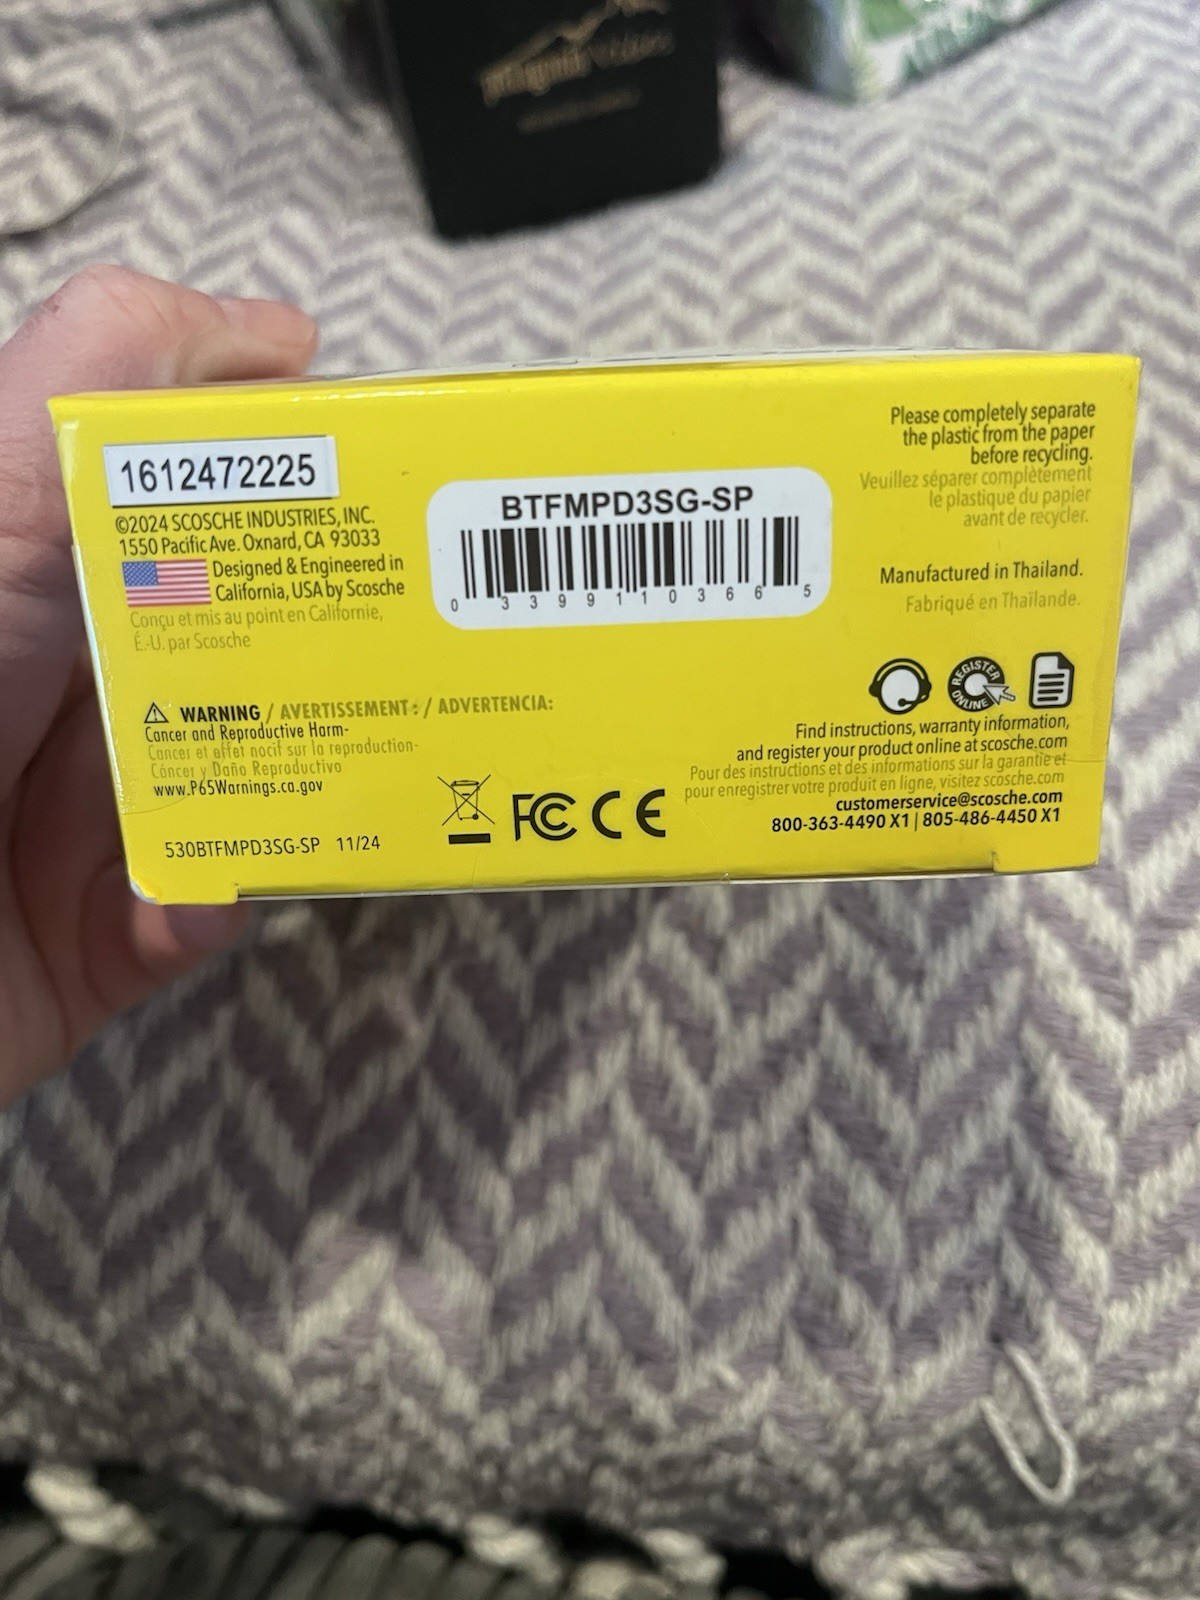 1612472225
©2024 SCOSCHE INDUSTRIES, INC.
1550 Pacific Ave. Oxnard, CA 93033
Designed & Engineered in
California, USA by Scosche
Conçu et mis au point en Californie,
É.-U. par Scosche
BTFMPD3SG-SP
0 33991 10366 5
Please completely separate
the plastic from the paper
before recycling.
Veuillez séparer complètement
le plastique du papier
avant de recycler.
Manufactured in Thailand.
Fabriqué en Thaïlande.
WARNING / AVERTISSEMENT : / ADVERTENCIA:
Cancer and Reproductive Harm-
Cancer et effet nocif sur la reproduction-
Cáncer y Daño Reproductivo
www.P65Warnings.ca.gov
530BTFMPD3SG-SP 11/24
FC CE
REGISTER
ONLINE
Find instructions, warranty information,
and register your product online at scosche.com
Pour des instructions et des informations sur la garantie et
pour enregistrer votre produit en ligne, visitez scosche.com
customerservice@scosche.com
800-363-4490 X1 | 805-486-4450 X1